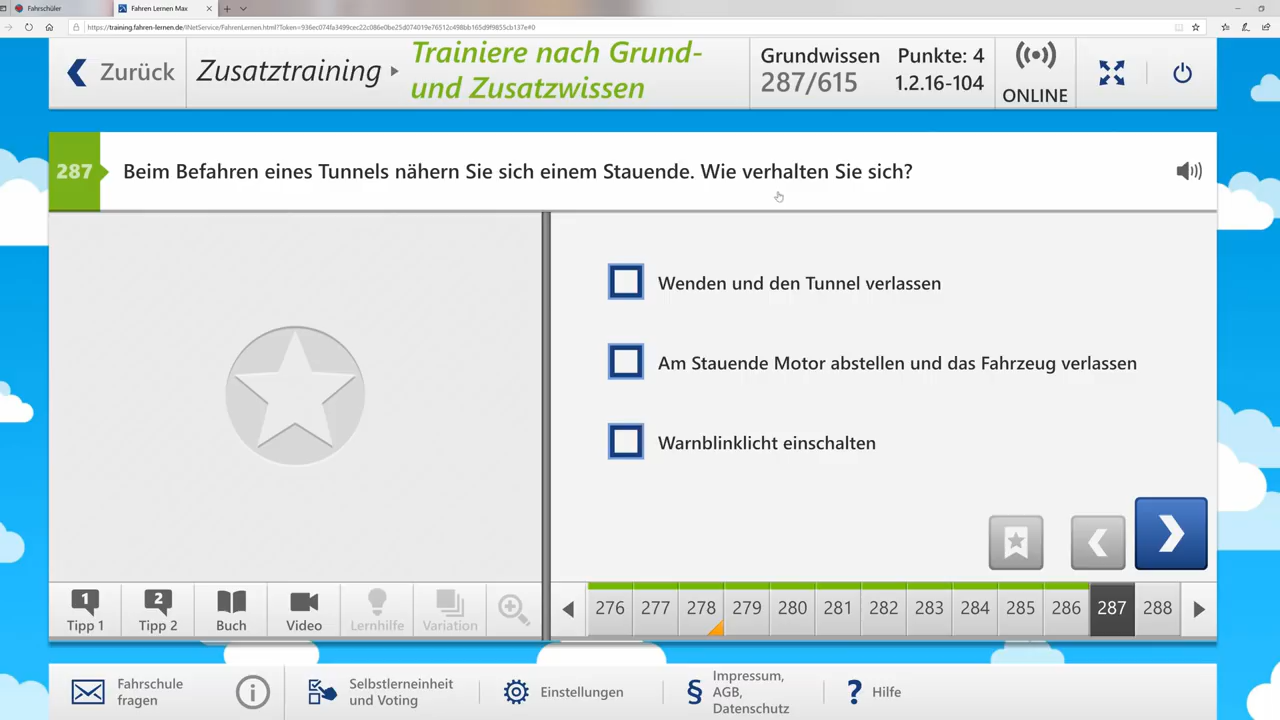 Fahrschüler
Fahren Lernen Max
Zurück
Zusatztraining
Trainiere nach Grund-
und Zusatzwissen
Grundwissen
287/615
Punkte: 4
1.2.16-104
ONLINE
287
Beim Befahren eines Tunnels nähern Sie sich einem Stauende. Wie verhalten Sie sich?
Wenden und den Tunnel verlassen
Am Stauende Motor abstellen und das Fahrzeug verlassen
Warnblinklicht einschalten
1
Tipp 1
2
Tipp 2
Buch
Video
Lernhilfe
Variation
276 277 278 279 280 281 282 283 284 285 286 287 288
Fahrschule
fragen
Selbstlerneinheit
und Voting
Einstellungen
§
Impressum,
AGB,
Datenschutz
?
Hilfe